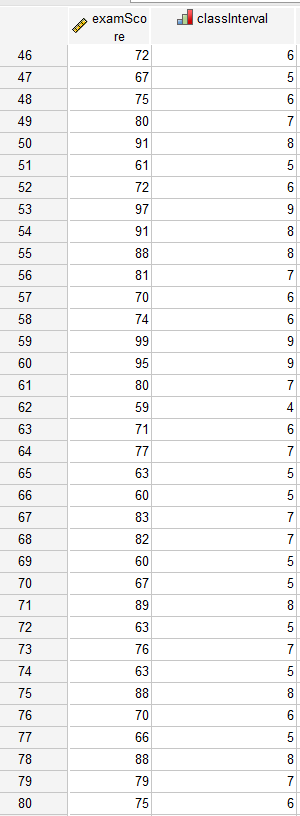 examSco
re classInterval
46 72 6
47 67 5
48 75 6
49 80 7
50 91 8
51 61 5
52 72 6
53 97 9
54 91 8
55 88 8
56 81 7
57 70 6
58 74 6
59 99 9
60 95 9
61 80 7
62 59 4
63 71 6
64 77 7
65 63 5
66 60 5
67 83 7
68 82 7
69 60 5
70 67 5
71 89 8
72 63 5
73 76 7
74 63 5
75 88 8
76 70 6
77 66 5
78 88 8
79 79 7
80 75 6